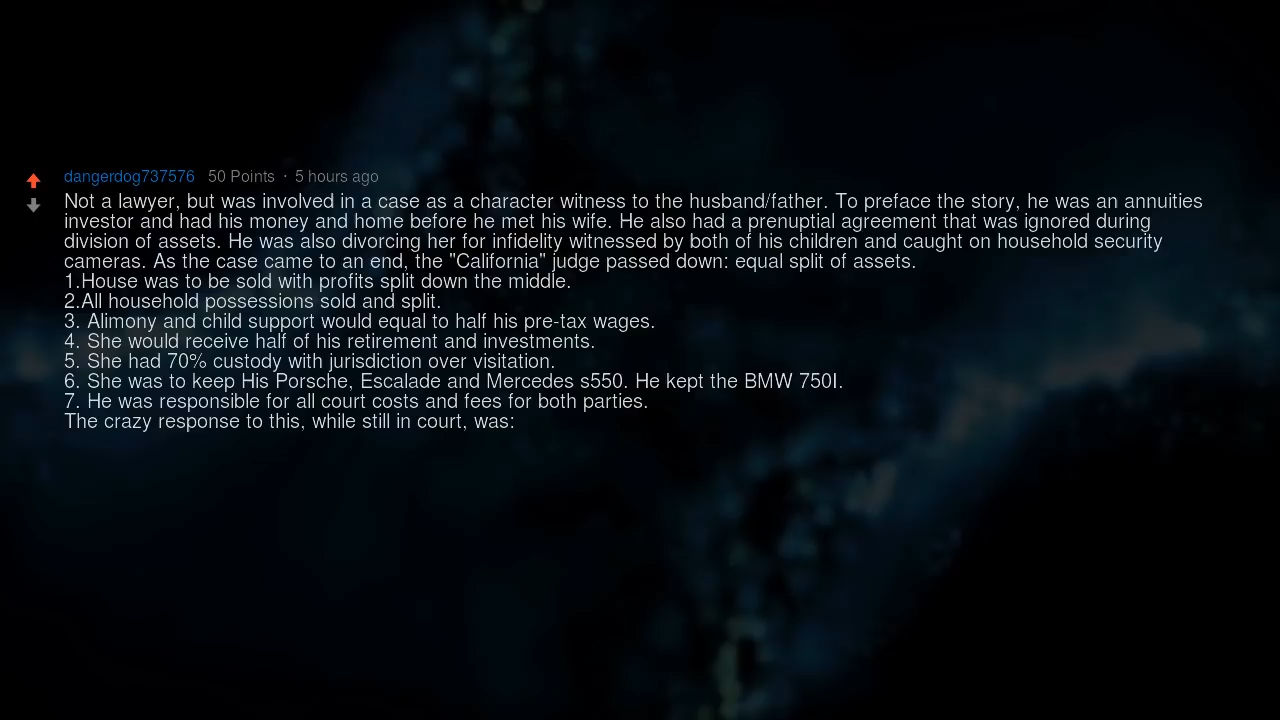 dangerdog737576 50 Points · 5 hours ago
Not a lawyer, but was involved in a case as a character witness to the husband/father. To preface the story, he was an annuities
investor and had his money and home before he met his wife. He also had a prenuptial agreement that was ignored during
division of assets. He was also divorcing her for infidelity witnessed by both of his children and caught on household security
cameras. As the case came to an end, the "California" judge passed down: equal split of assets.
1.House was to be sold with profits split down the middle.
2.All household possessions sold and split.
3. Alimony and child support would equal to half his pre-tax wages.
4. She would receive half of his retirement and investments.
5. She had 70% custody with jurisdiction over visitation.
6. She was to keep His Porsche, Escalade and Mercedes s550. He kept the BMW 750I.
7. He was responsible for all court costs and fees for both parties.
The crazy response to this, while still in court, was: